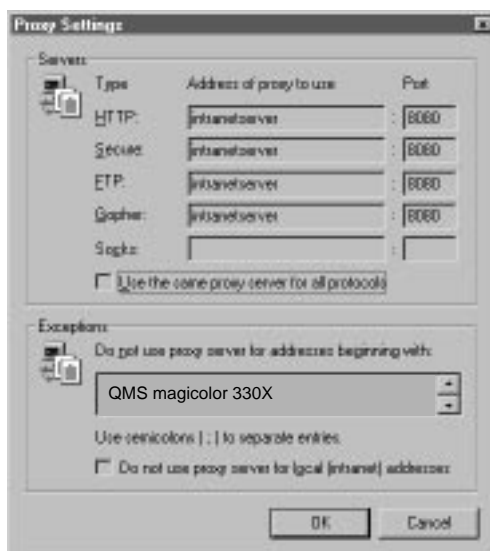 Proxy Settings
Servers
Type Address of proxy to use Port
HTTP: intranetserver : 8080
Secure: intranetserver : 8080
FTP: intranetserver : 8080
Gopher: intranetserver : 8080
Socks: :
Use the same proxy server for all protocols
Exceptions
Do not use proxy server for addresses beginning with:
QMS magicolor 330X
Use semicolons ( ; ) to separate entries.
Do not use proxy server for local (intranet) addresses
OK Cancel